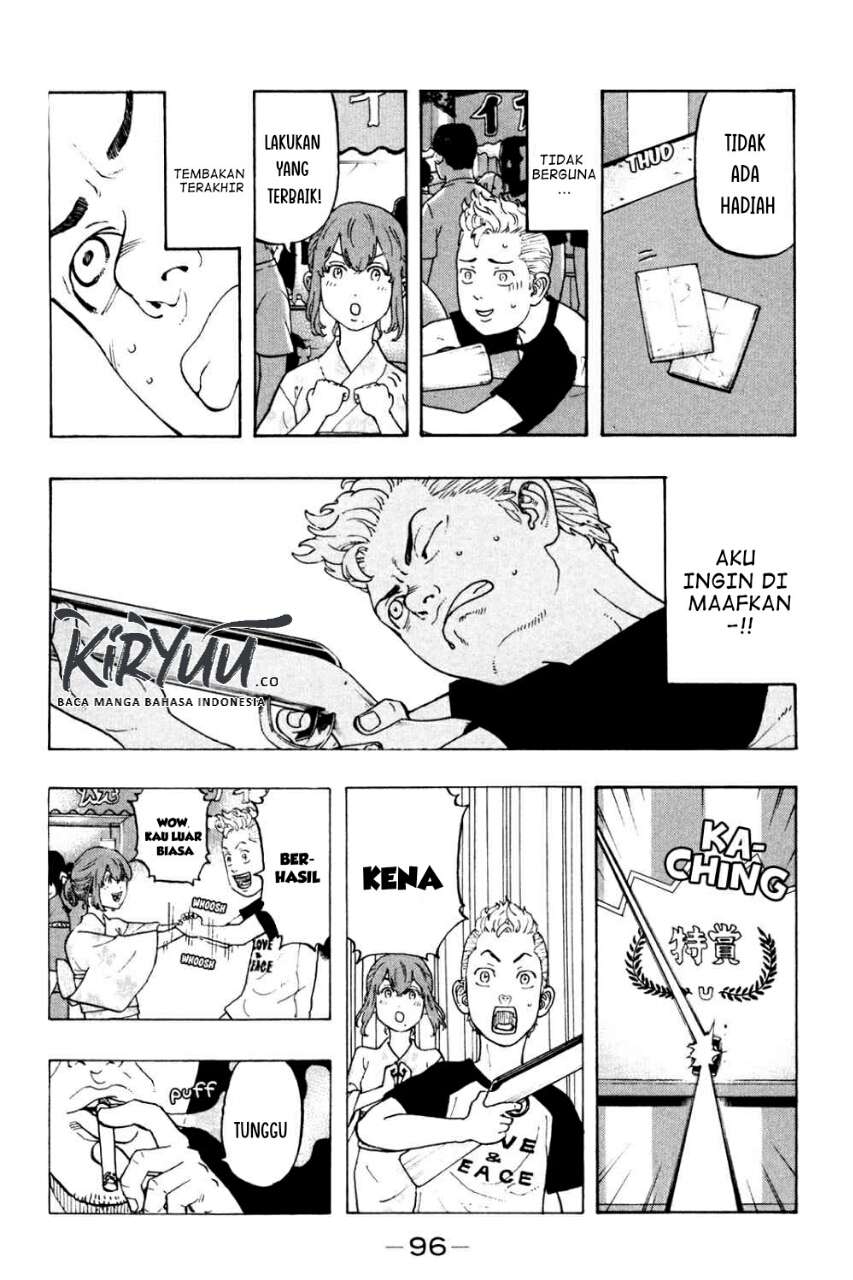 TIDAK
ADA
HADIAH
THUD
TIDAK
BERGUNA
...
LAKUKAN
YANG
TERBAIK!
TEMBAKAN
TERAKHIR
AKU
INGIN DI
MAAFKAN
-!!
KiRYUU.co
BACA MANGA BAHASA INDONESIA
KA-
CHING
特賞
KENA
VE
&
EACE
BER-
HASIL
WOW,
KAU LUAR
BIASA
WHOOSH
WHOOSH
LOVE
&
EACE
TUNGGU
puff
-96-